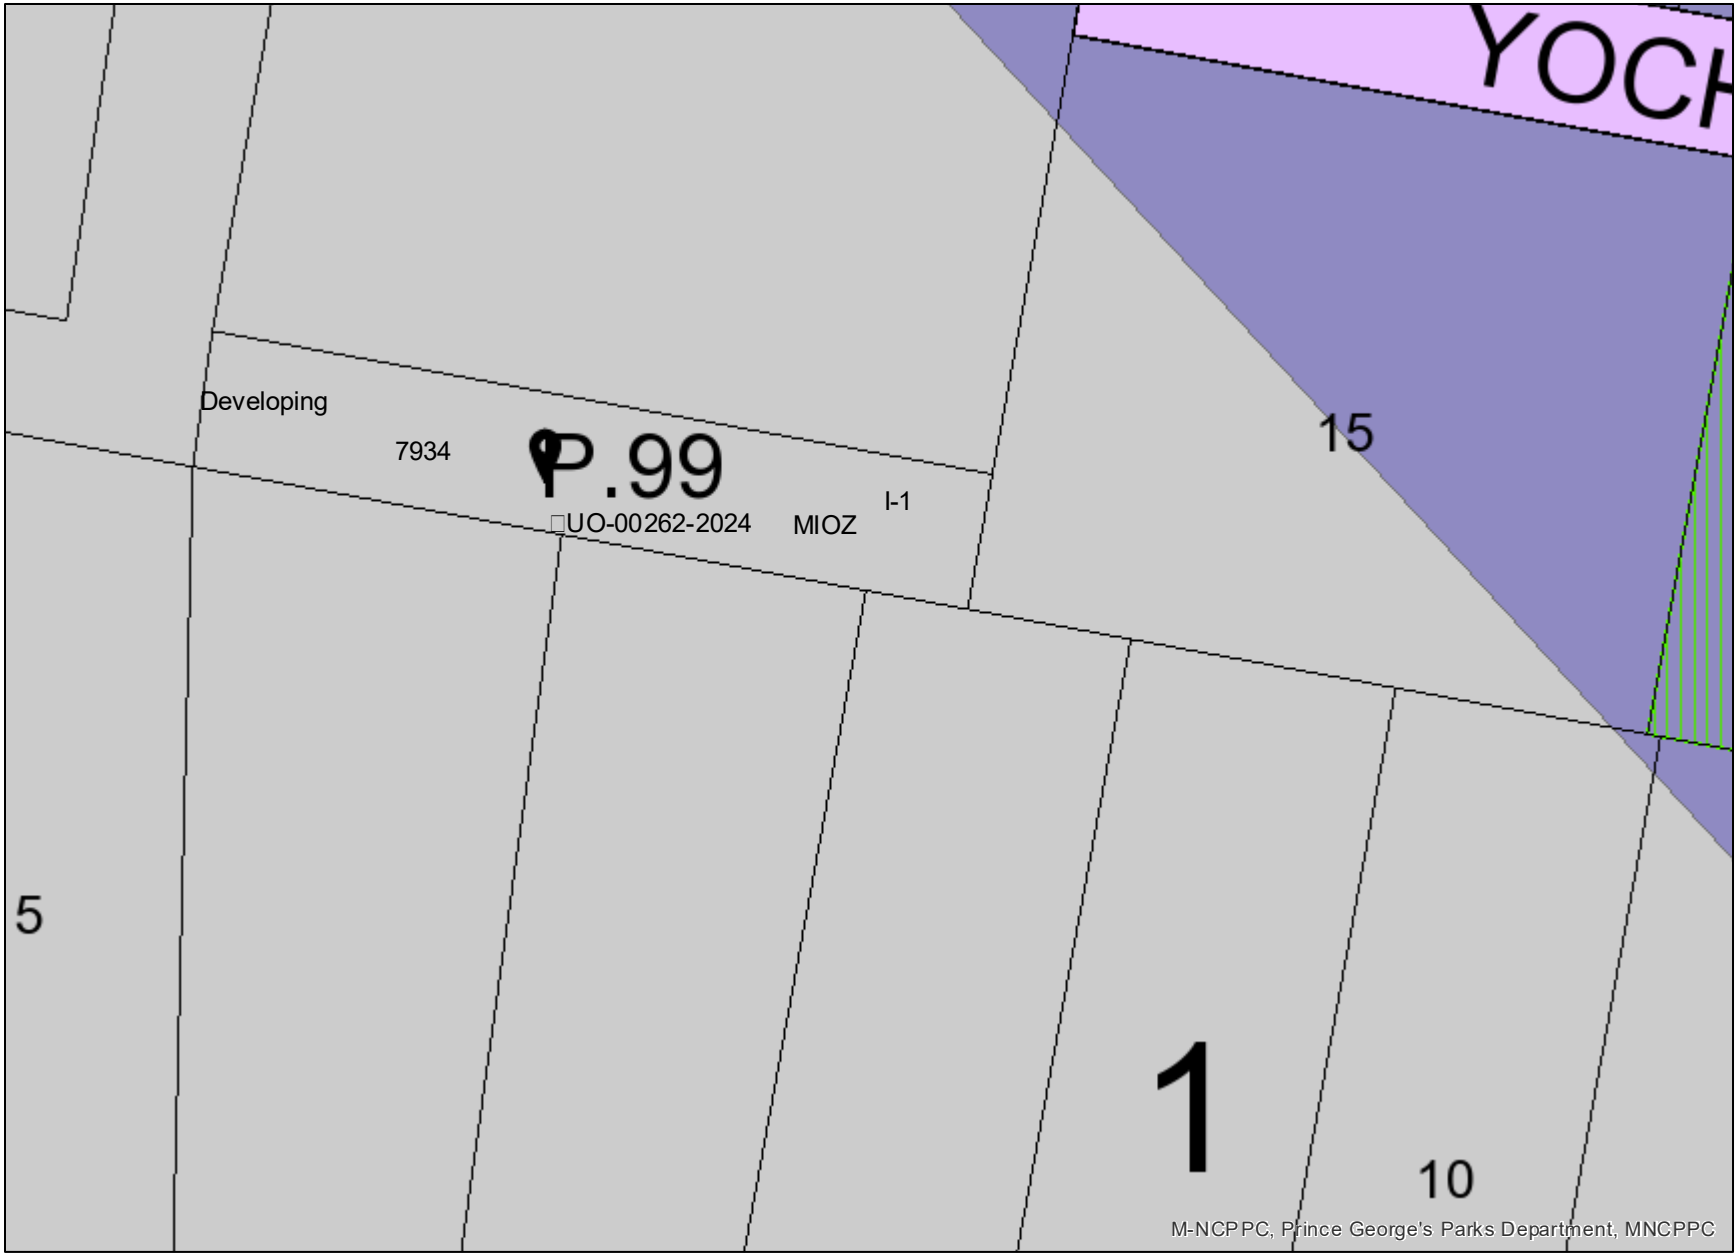 YOCH
Developing
7934
P.99
I-1
UO-00262-2024
MIOZ
15
5
1
10
M-NCPPC, Prince George's Parks Department, MNCPPC